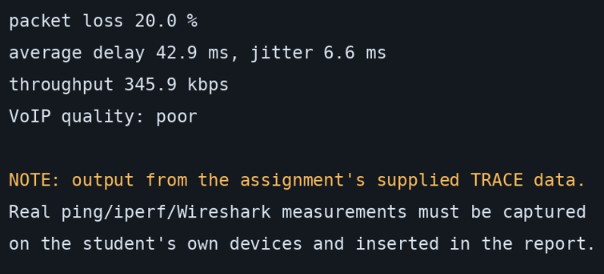 packet loss 20.0 %
average delay 42.9 ms, jitter 6.6 ms
throughput 345.9 kbps
VoIP quality: poor
NOTE: output from the assignment's supplied TRACE data.
Real ping/iperf/Wireshark measurements must be captured
on the student's own devices and inserted in the report.